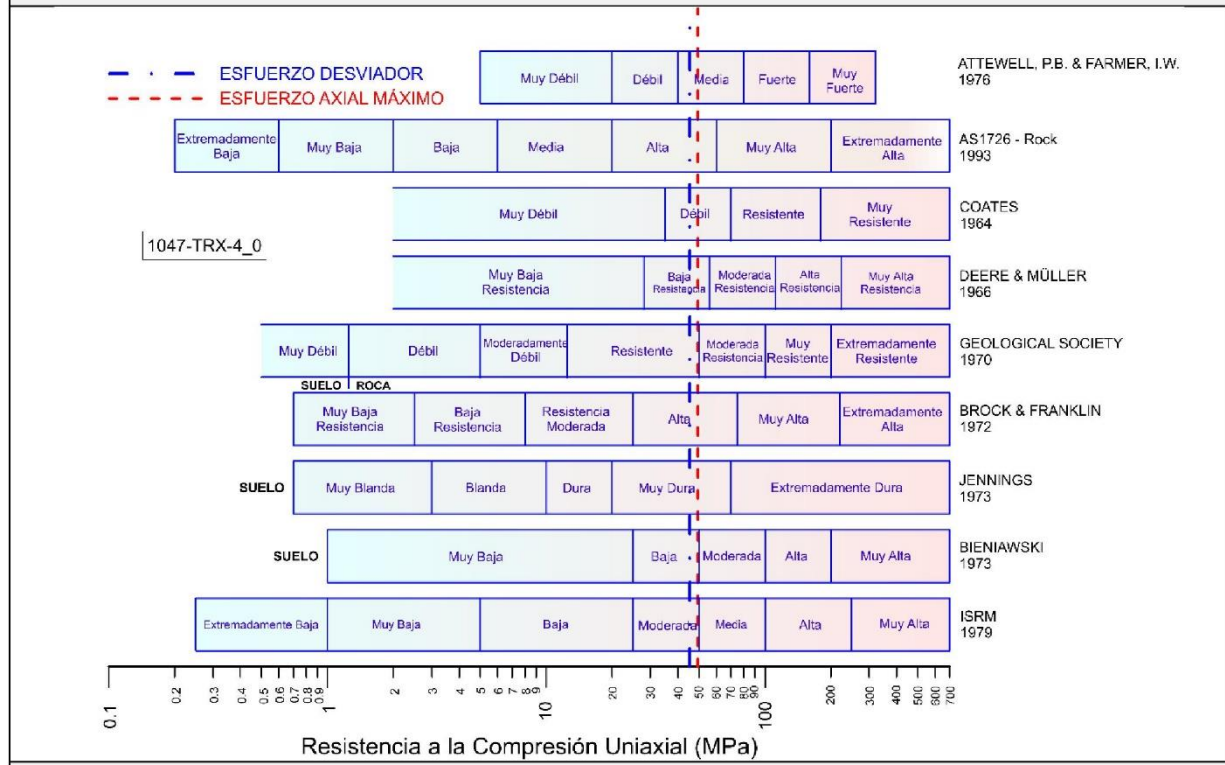 ESFUERZO DESVIADOR
ESFUERZO AXIAL MÁXIMO
Muy Débil
Débil
Media
Fuerte
Muy
Fuerte
ATTEWELL, P.B. & FARMER, I.W.
1976
Extremadamente
Baja
Muy Baja
Baja
Media
Alta
Muy Alta
Extremadamente
Alta
AS1726 - Rock
1993
Muy Débil
Débil
Resistente
Muy
Resistente
COATES
1964
1047-TRX-4_0
Muy Baja
Resistencia
Baja
Resistencia
Moderada
Resistencia
Alta
Resistencia
Muy Alta
Resistencia
DEERE & MÜLLER
1966
Muy Débil
Débil
Moderadamente
Débil
Resistente
Moderada
Resistencia
Muy
Resistente
Extremadamente
Resistente
GEOLOGICAL SOCIETY
1970
SUELO ROCA
Muy Baja
Resistencia
Baja
Resistencia
Resistencia
Moderada
Alta
Muy Alta
Extremadamente
Alta
BROCK & FRANKLIN
1972
SUELO
Muy Blanda
Blanda
Dura
Muy Dura
Extremadamente Dura
JENNINGS
1973
SUELO
Muy Baja
Baja
Moderada
Alta
Muy Alta
BIENIAWSKI
1973
Extremadamente Baja
Muy Baja
Baja
Moderada
Media
Alta
Muy Alta
ISRM
1979
0.1 0.2 0.3 0.4 0.5 0.6 0.7 0.8 0.9 1 2 3 4 5 6 7 8 9 10 20 30 40 50 60 70 80 90 100 200 300 400 500 600 700
Resistencia a la Compresión Uniaxial (MPa)